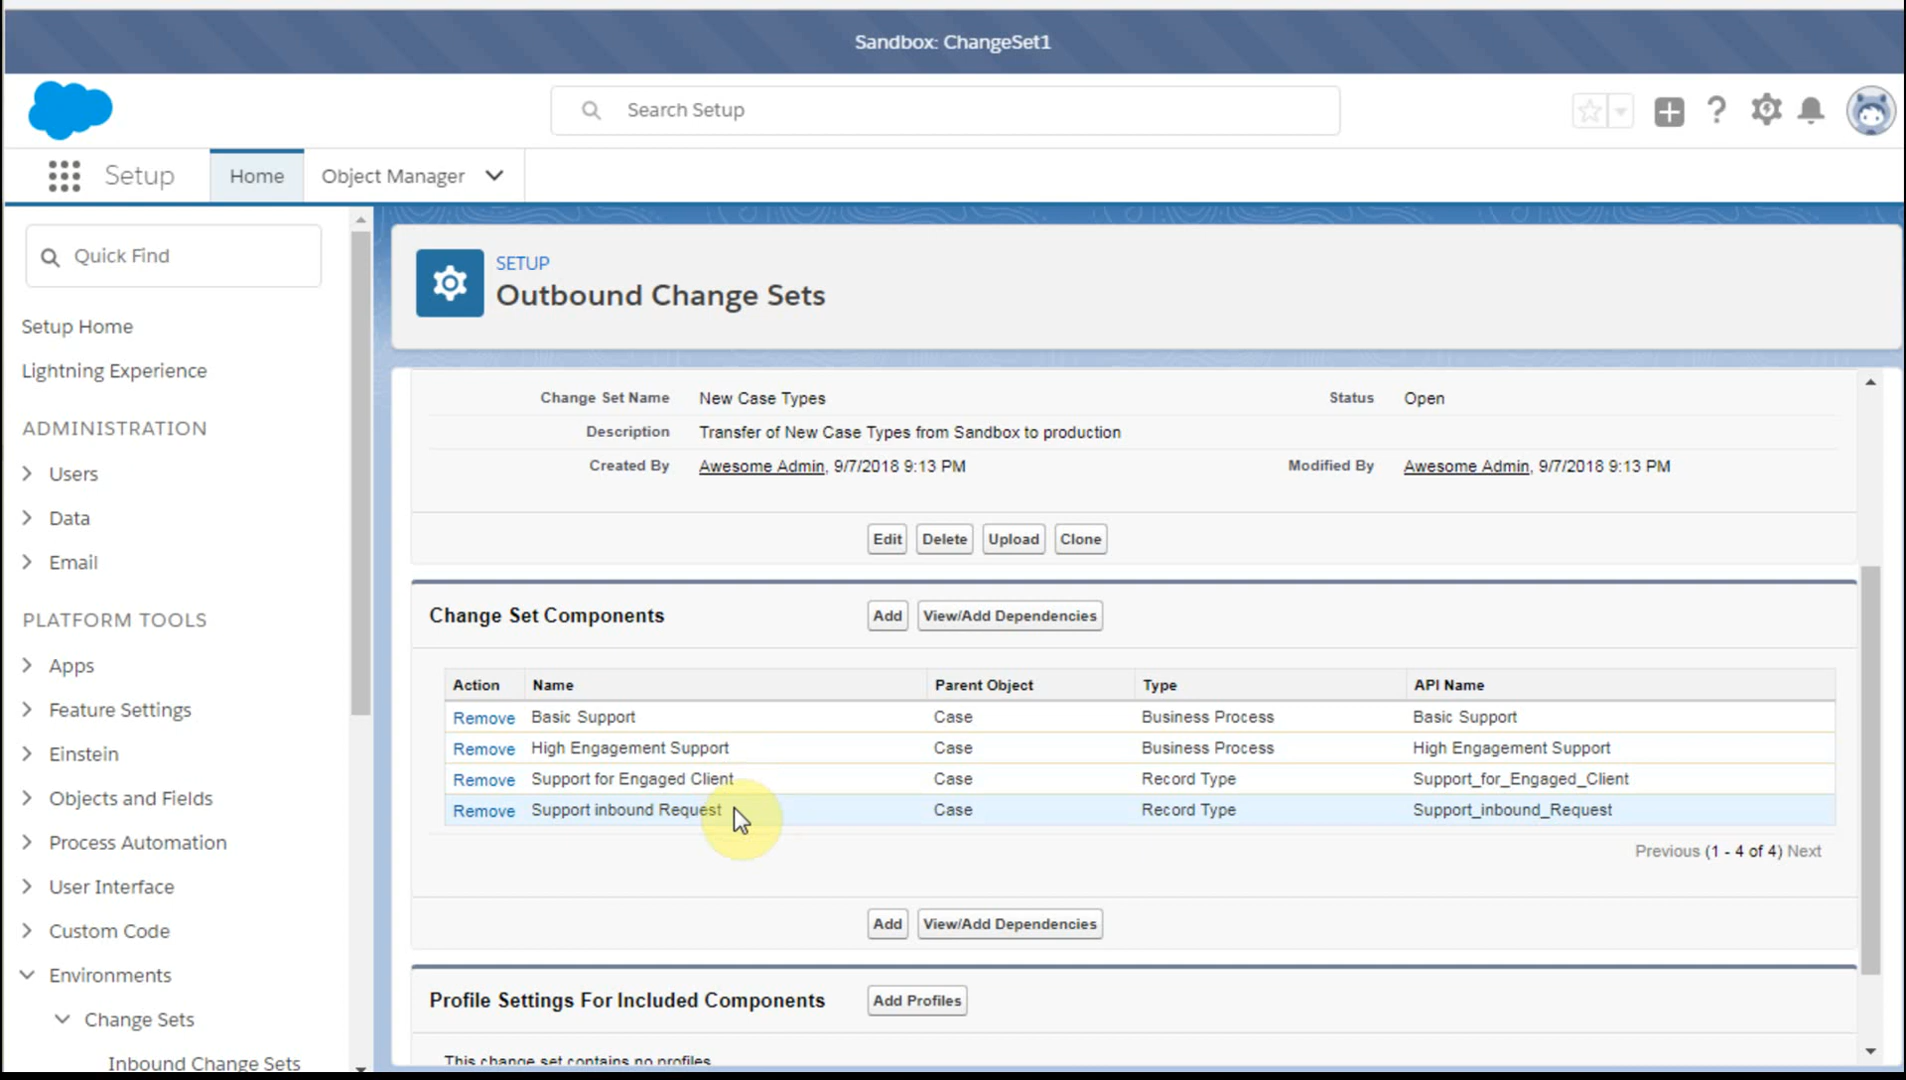 Sandbox: ChangeSet1
Search Setup
Setup
Home
Object Manager
Quick Find
Setup Home
Lightning Experience
ADMINISTRATION
Users
Data
Email
PLATFORM TOOLS
Apps
Feature Settings
Einstein
Objects and Fields
Process Automation
User Interface
Custom Code
Environments
Change Sets
Inbound Change Sets
SETUP
Outbound Change Sets
Change Set Name New Case Types Status Open
Description Transfer of New Case Types from Sandbox to production
Created By Awesome Admin, 9/7/2018 9:13 PM Modified By Awesome Admin, 9/7/2018 9:13 PM
Edit Delete Upload Clone
Change Set Components Add View/Add Dependencies
Action Name Parent Object Type API Name
Remove Basic Support Case Business Process Basic Support
Remove High Engagement Support Case Business Process High Engagement Support
Remove Support for Engaged Client Case Record Type Support_for_Engaged_Client
Remove Support inbound Request Case Record Type Support_inbound_Request
Previous (1 - 4 of 4) Next
Add View/Add Dependencies
Profile Settings For Included Components Add Profiles
This change set contains no profiles